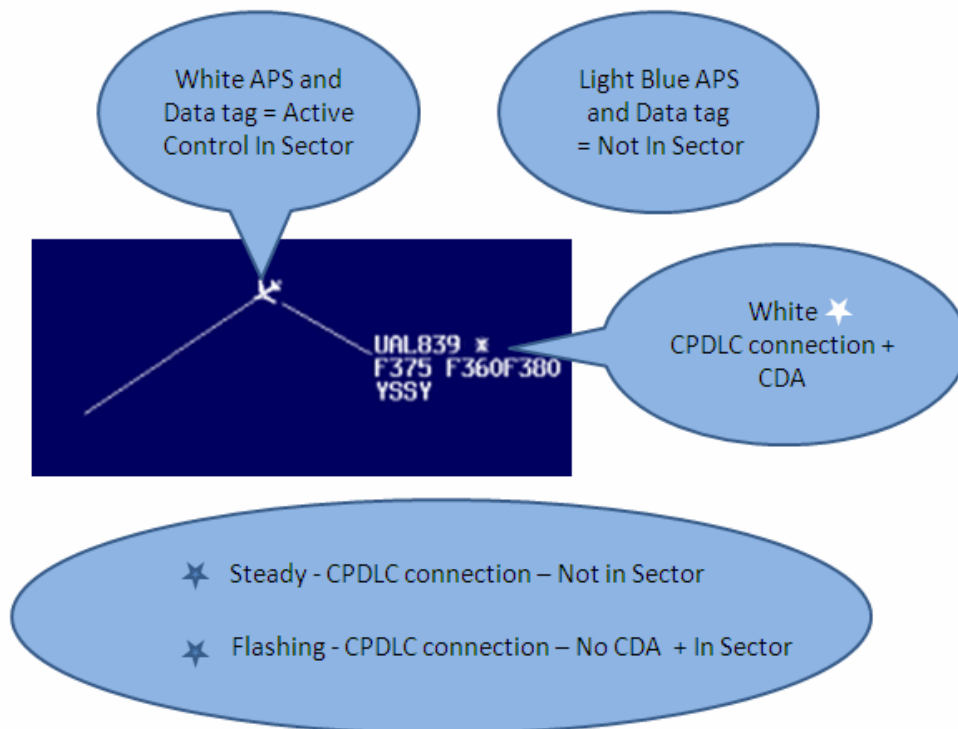 White APS and
Data tag = Active
Control In Sector
Light Blue APS
and Data tag
= Not In Sector
UAL839 *
F375 F360F380
YSSY
White
CPDLC connection +
CDA
Steady - CPDLC connection – Not in Sector
Flashing - CPDLC connection – No CDA + In Sector